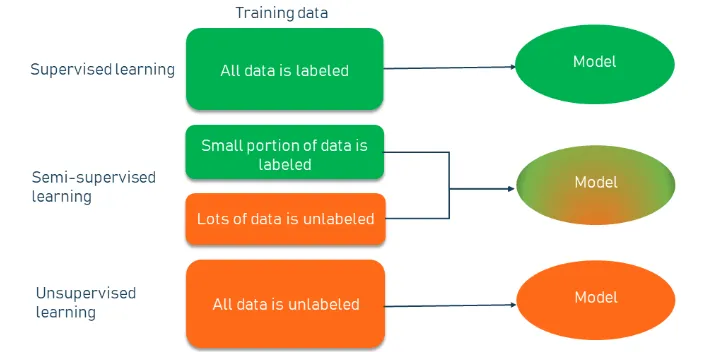 Training data
Supervised learning
All data is labeled
Model
Small portion of data is
labeled
Semi-supervised
learning
Model
Lots of data is unlabeled
Unsupervised
learning
All data is unlabeled
Model